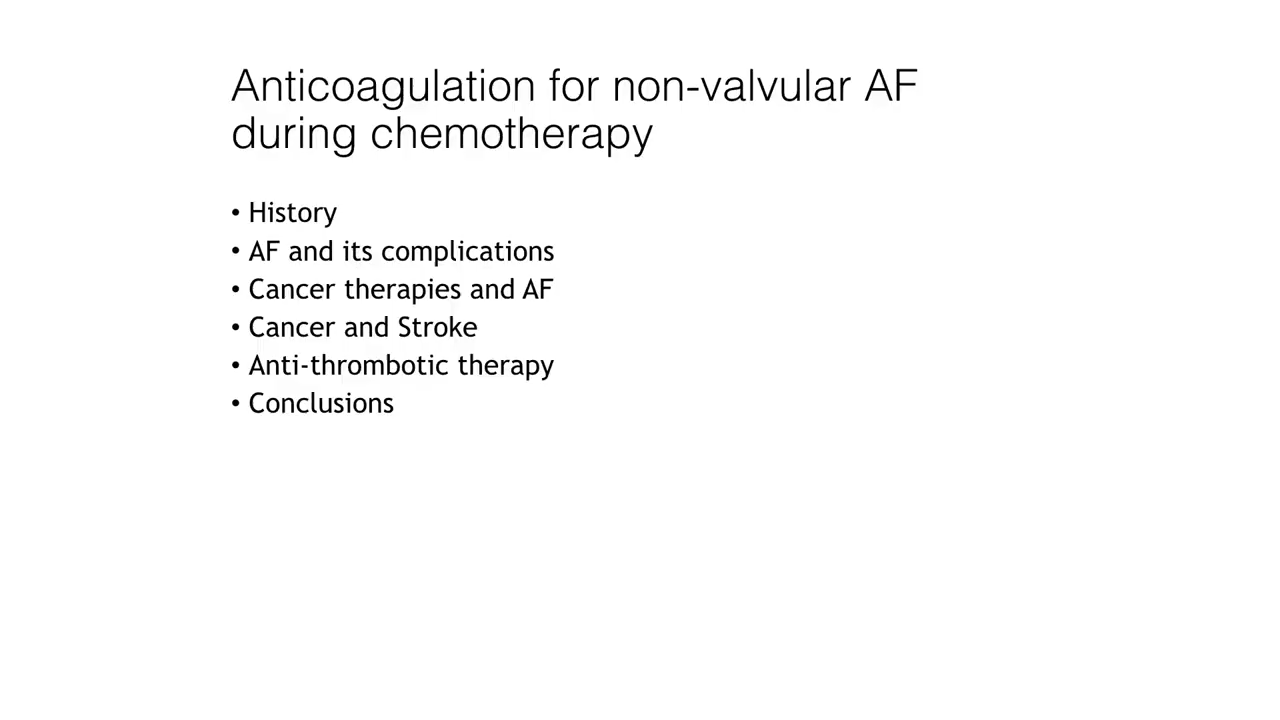 Anticoagulation for non-valvular AF
during chemotherapy
• History
• AF and its complications
• Cancer therapies and AF
• Cancer and Stroke
• Anti-thrombotic therapy
• Conclusions